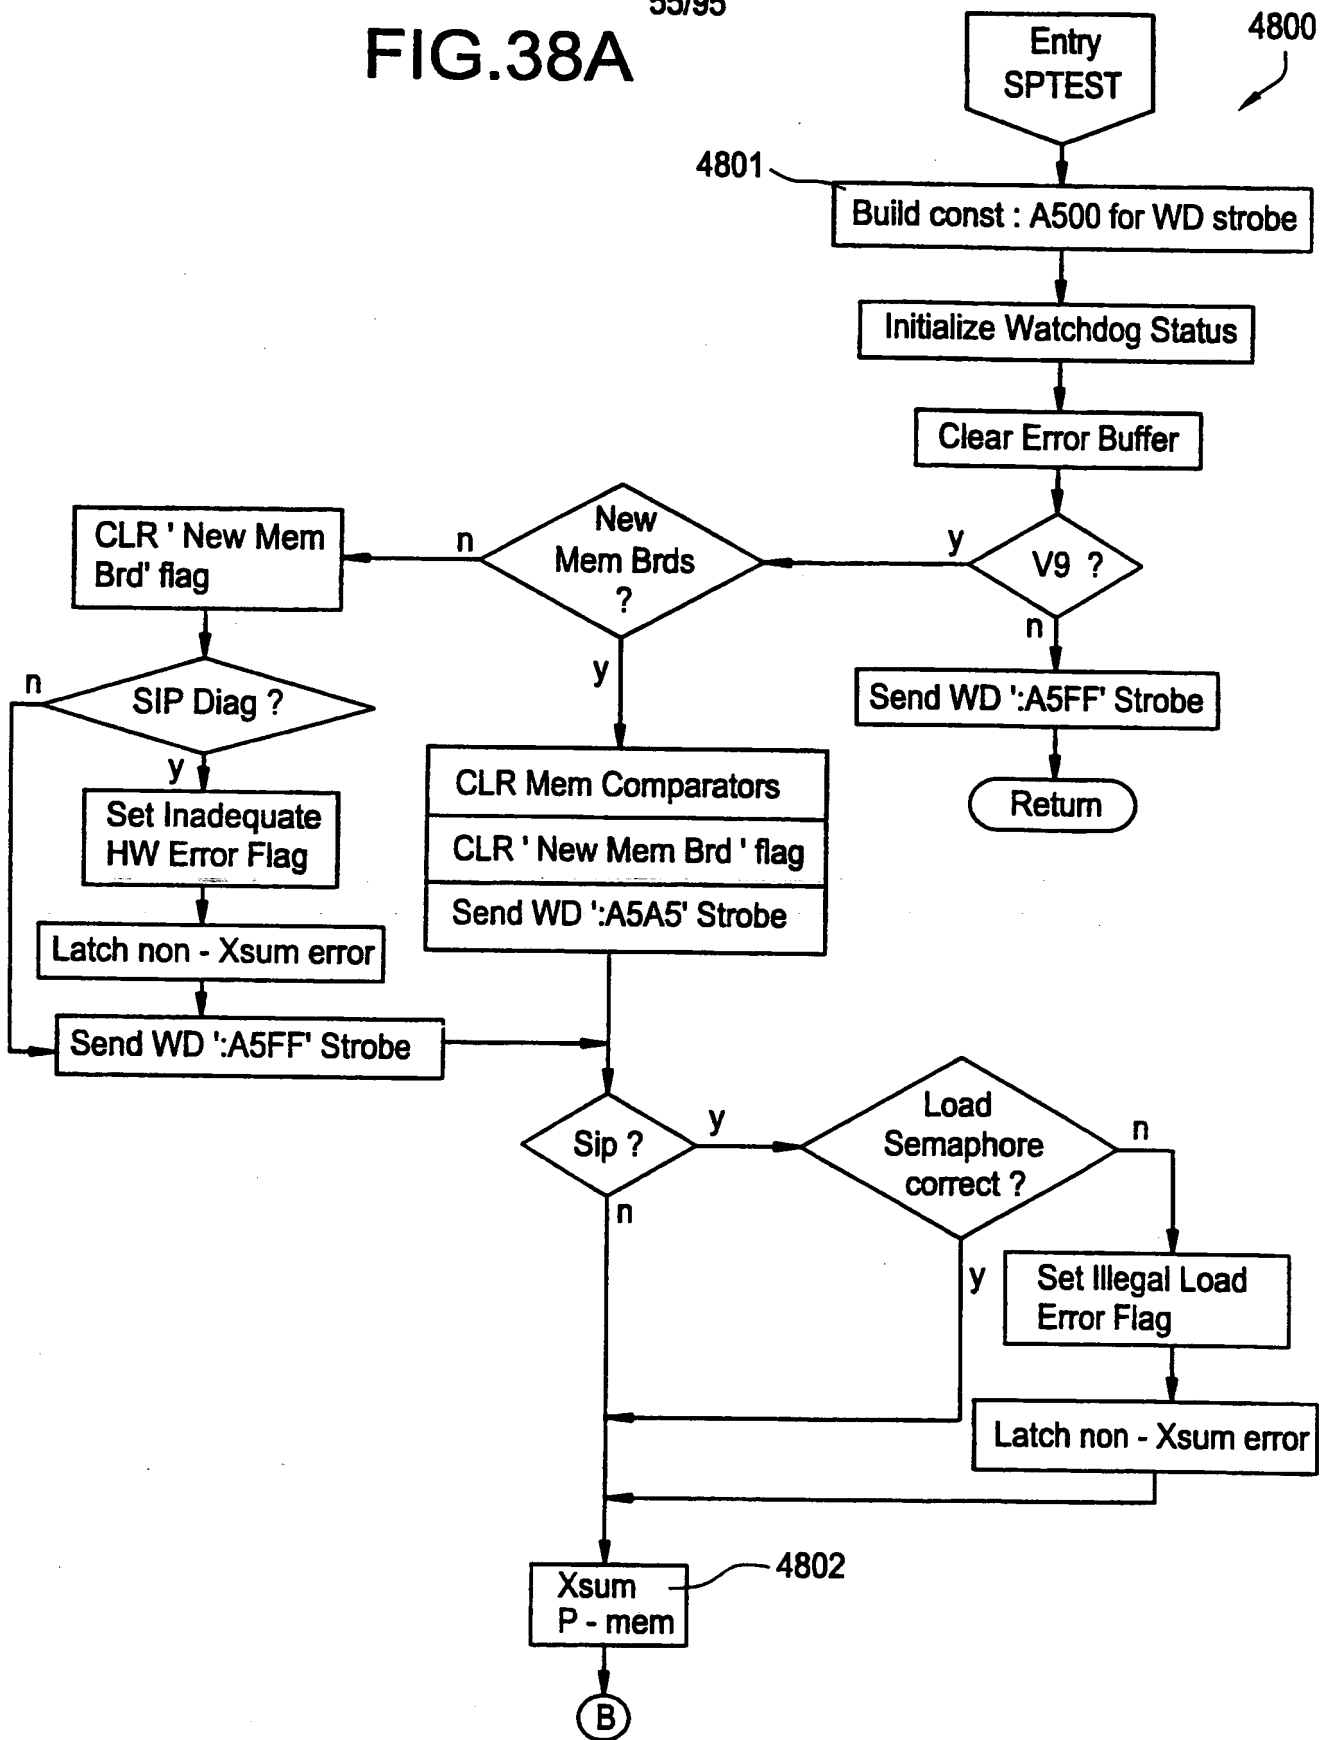 55/95
FIG.38A
Entry
SPTEST
4800
4801
Build const : A500 for WD strobe
Initialize Watchdog Status
Clear Error Buffer
V9 ?
y
n
Send WD ':A5FF' Strobe
Return
New
Mem Brds
?
n
y
CLR ' New Mem
Brd' flag
SIP Diag ?
n
y
Set Inadequate
HW Error Flag
Latch non - Xsum error
Send WD ':A5FF' Strobe
CLR Mem Comparators
CLR ' New Mem Brd ' flag
Send WD ':A5A5' Strobe
Sip ?
y
n
Load
Semaphore
correct ?
n
y
Set Illegal Load
Error Flag
Latch non - Xsum error
Xsum
P - mem
4802
B